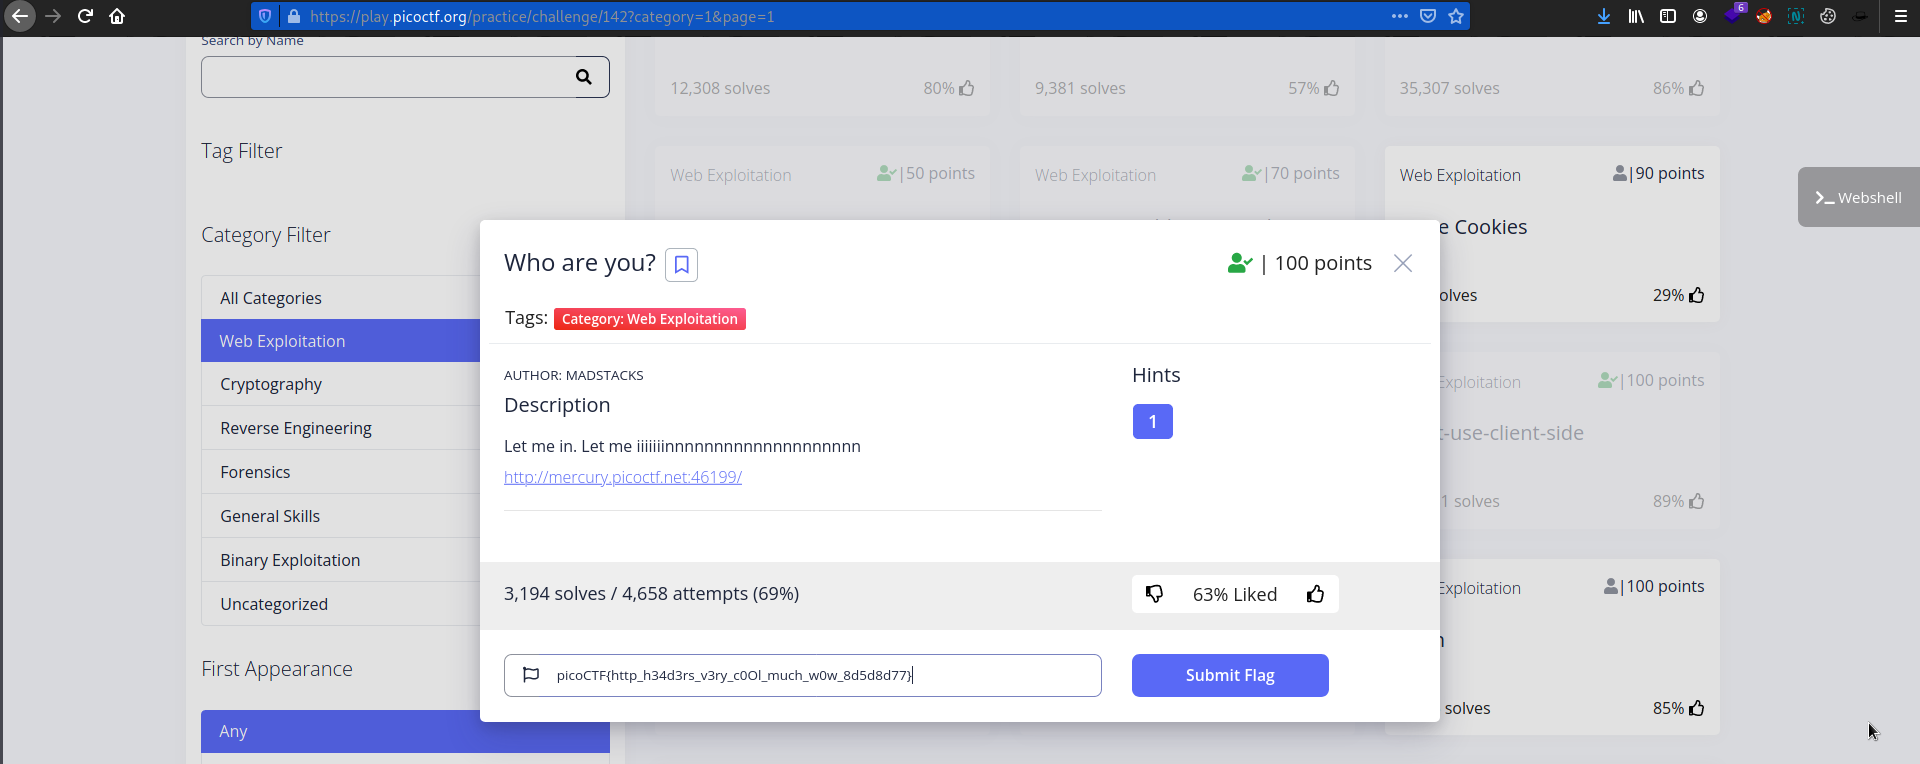 https://play.picoctf.org/practice/challenge/142?category=1&page=1
6
Search by Name
12,308 solves 80%
9,381 solves 57%
35,307 solves 86%
Tag Filter
Web Exploitation |50 points
Web Exploitation |70 points
Web Exploitation |90 points
Webshell
e Cookies
Category Filter
Who are you? | 100 points
All Categories
olves 29%
Tags: Category: Web Exploitation
Web Exploitation
AUTHOR: MADSTACKS
Hints
Exploitation |100 points
Cryptography
Description
1
Reverse Engineering
t-use-client-side
Let me in. Let me iiiiiiinnnnnnnnnnnnnnnnnnnn
http://mercury.picoctf.net:46199/
Forensics
1 solves 89%
General Skills
Binary Exploitation
Exploitation |100 points
3,194 solves / 4,658 attempts (69%) 63% Liked
Uncategorized
n
First Appearance
picoCTF{http_h34d3rs_v3ry_c0Ol_much_w0w_8d5d8d77} Submit Flag
solves 85%
Any